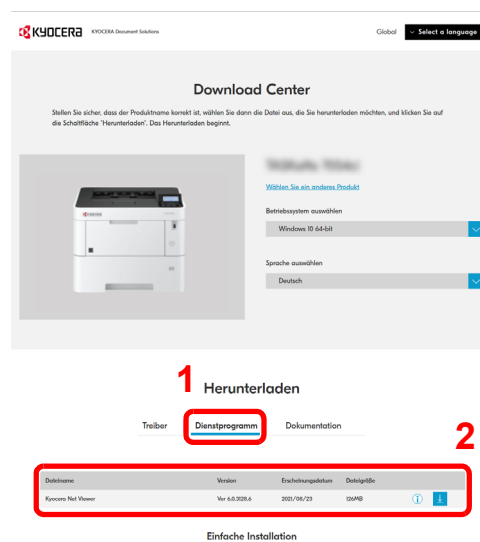 KYOCERA KYOCERA Document Solutions Global Select a language
Download Center
Stellen Sie sicher, dass der Produktname korrekt ist, wählen Sie dann die Datei aus, die Sie herunterladen möchten, und klicken Sie auf
die Schaltfläche 'Herunterladen'. Das Herunterladen beginnt.
Wählen Sie ein anderes Produkt
Betriebssystem auswählen
Windows 10 64-bit
Sprache auswählen
Deutsch
1
Herunterladen
Treiber Dienstprogramm Dokumentation
2
Dateiname Version Erscheinungsdatum Dateigröße
Kyocera Net Viewer Ver 6.0.3128.6 2021/08/23 126MB
Einfache Installation